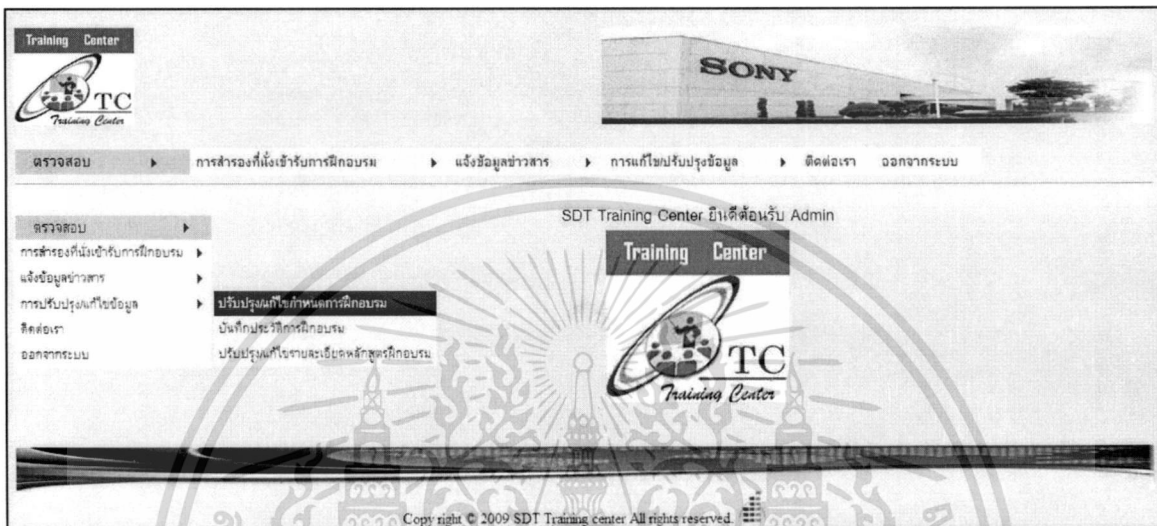 Training Center
TC
Training Center
SONY
ตรวจสอบ การสำรองที่นั่งเข้ารับการฝึกอบรม แจ้งข้อมูลข่าวสาร การแก้ไข/ปรับปรุงข้อมูล ติดต่อเรา ออกจากระบบ
SDT Training Center ยินดีต้อนรับ Admin
ตรวจสอบ
การสำรองที่นั่งเข้ารับการฝึกอบรม
แจ้งข้อมูลข่าวสาร
การปรับปรุง/แก้ไขข้อมูล
ติดต่อเรา
ออกจากระบบ
ปรับปรุง/แก้ไขกำหนดการฝึกอบรม
บันทึกประวัติการฝึกอบรม
ปรับปรุง/แก้ไขรายละเอียดหลักสูตรฝึกอบรม
Training Center
TC
Training Center
Copy right © 2009 SDT Training center All rights reserved.